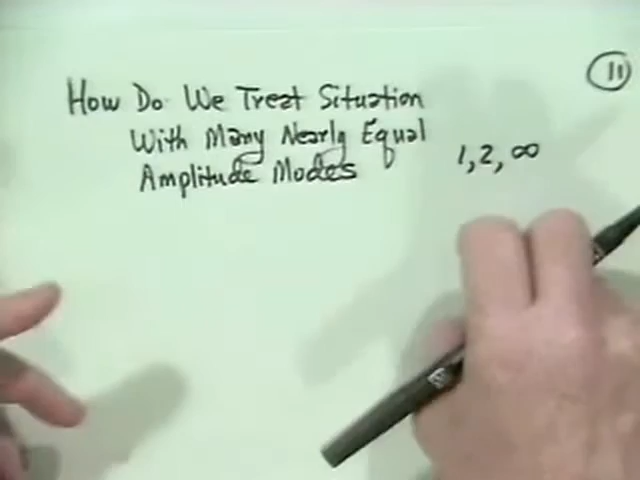 11
How Do We Treat Situation
With Many Nearly Equal
Amplitude Modes
1, 2, ∞